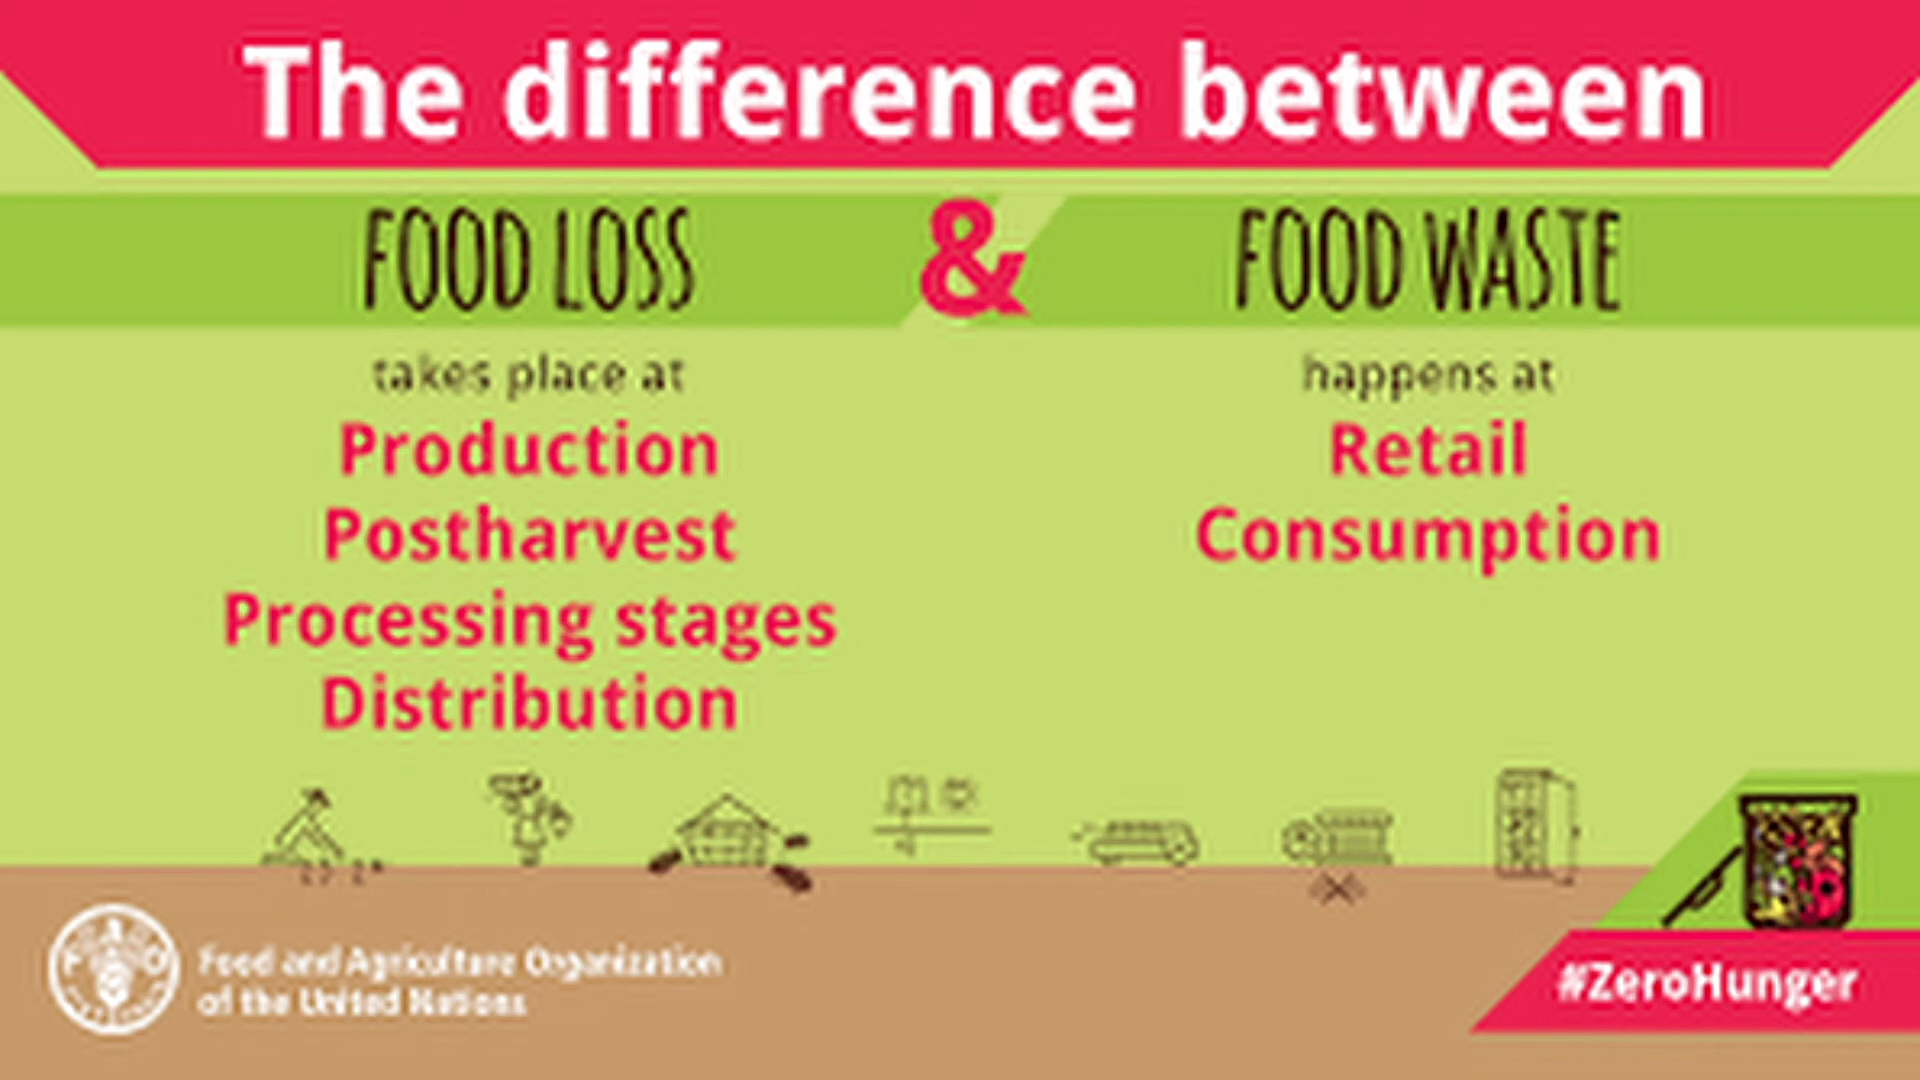 The difference between
FOOD LOSS & FOOD WASTE
takes place at
Production
Postharvest
Processing stages
Distribution
happens at
Retail
Consumption
Food and Agriculture Organization
of the United Nations
#ZeroHunger